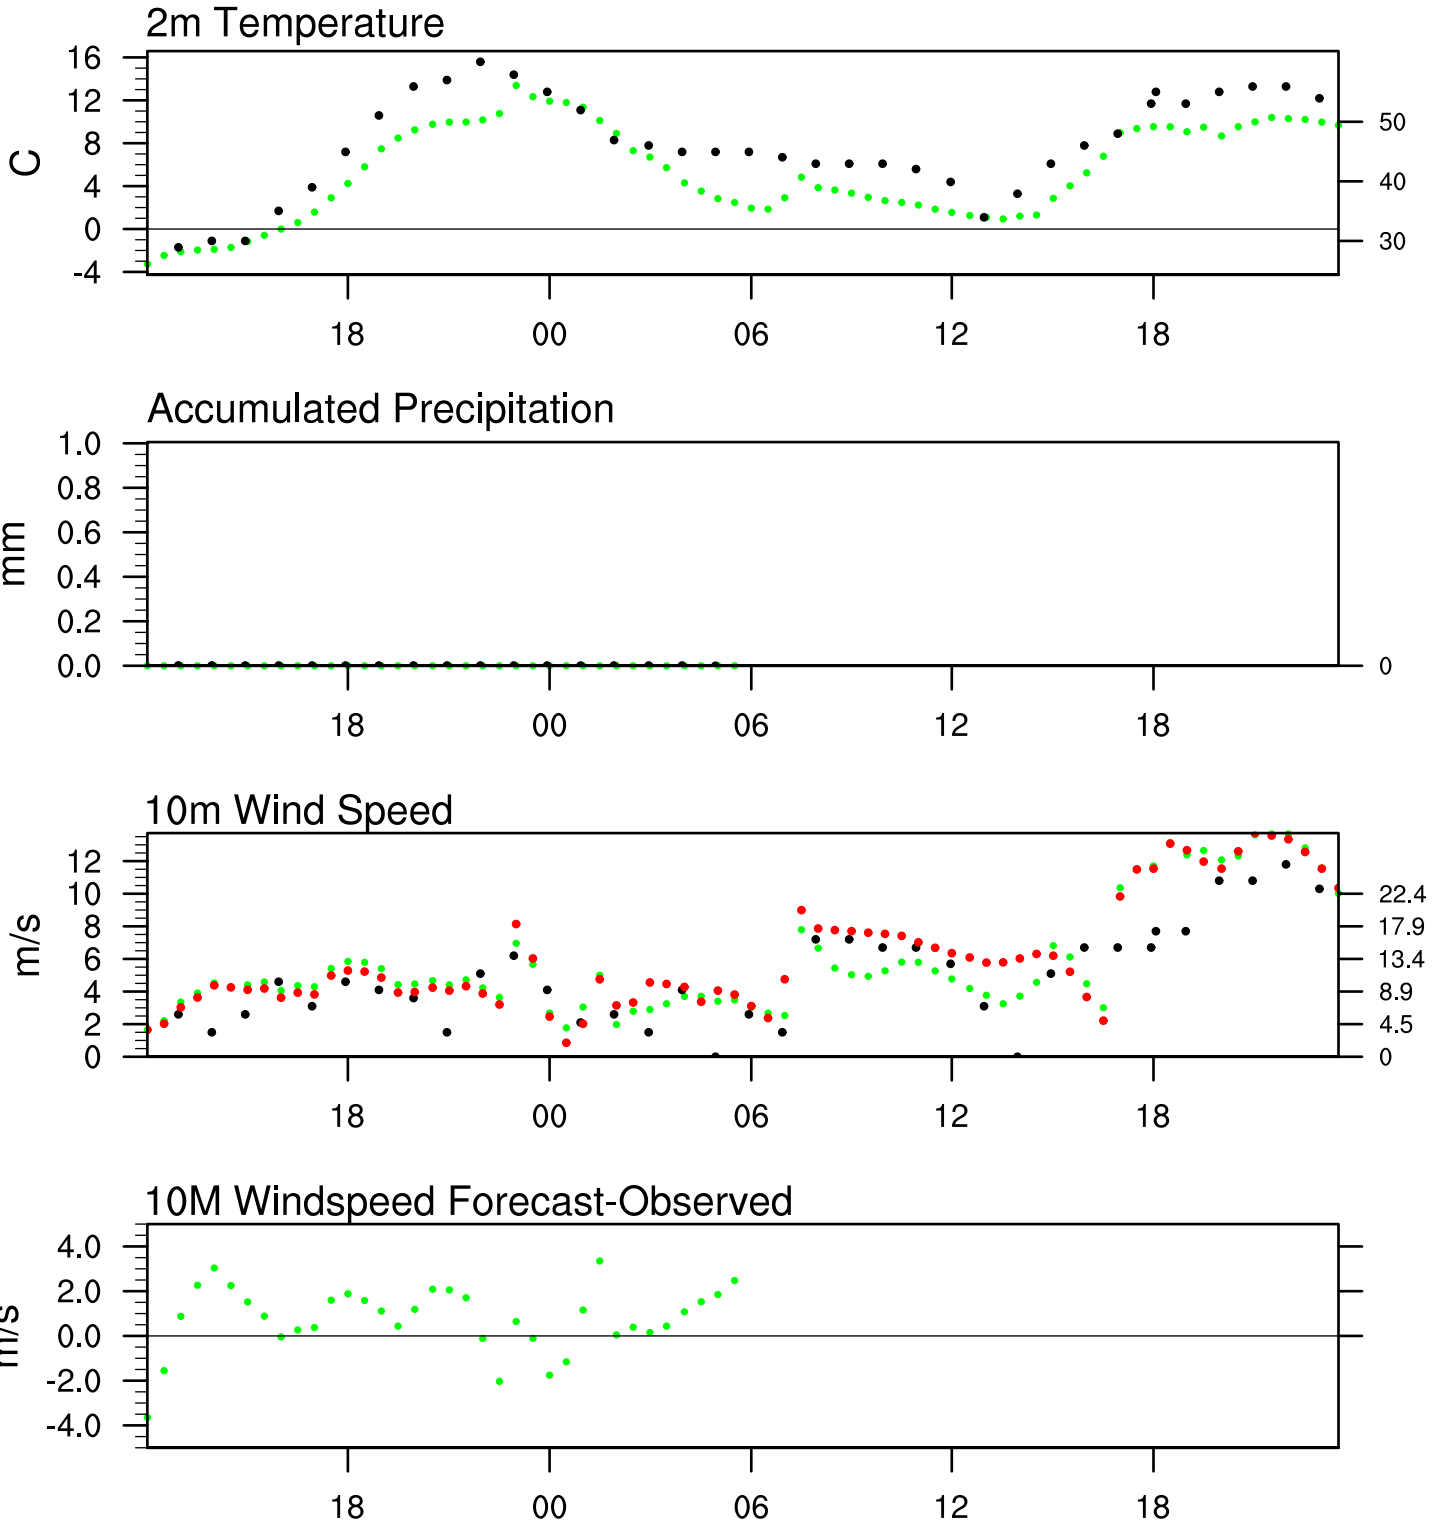 2m Temperature
16
12
8
4
0
-4
C
50
40
30
18 00 06 12 18
Accumulated Precipitation
1.0
0.8
0.6
0.4
0.2
0.0
mm
0
18 00 06 12 18
10m Wind Speed
12
10
8
6
4
2
0
m/s
22.4
17.9
13.4
8.9
4.5
0
18 00 06 12 18
10M Windspeed Forecast-Observed
4.0
2.0
0.0
-2.0
-4.0
m/s
18 00 06 12 18